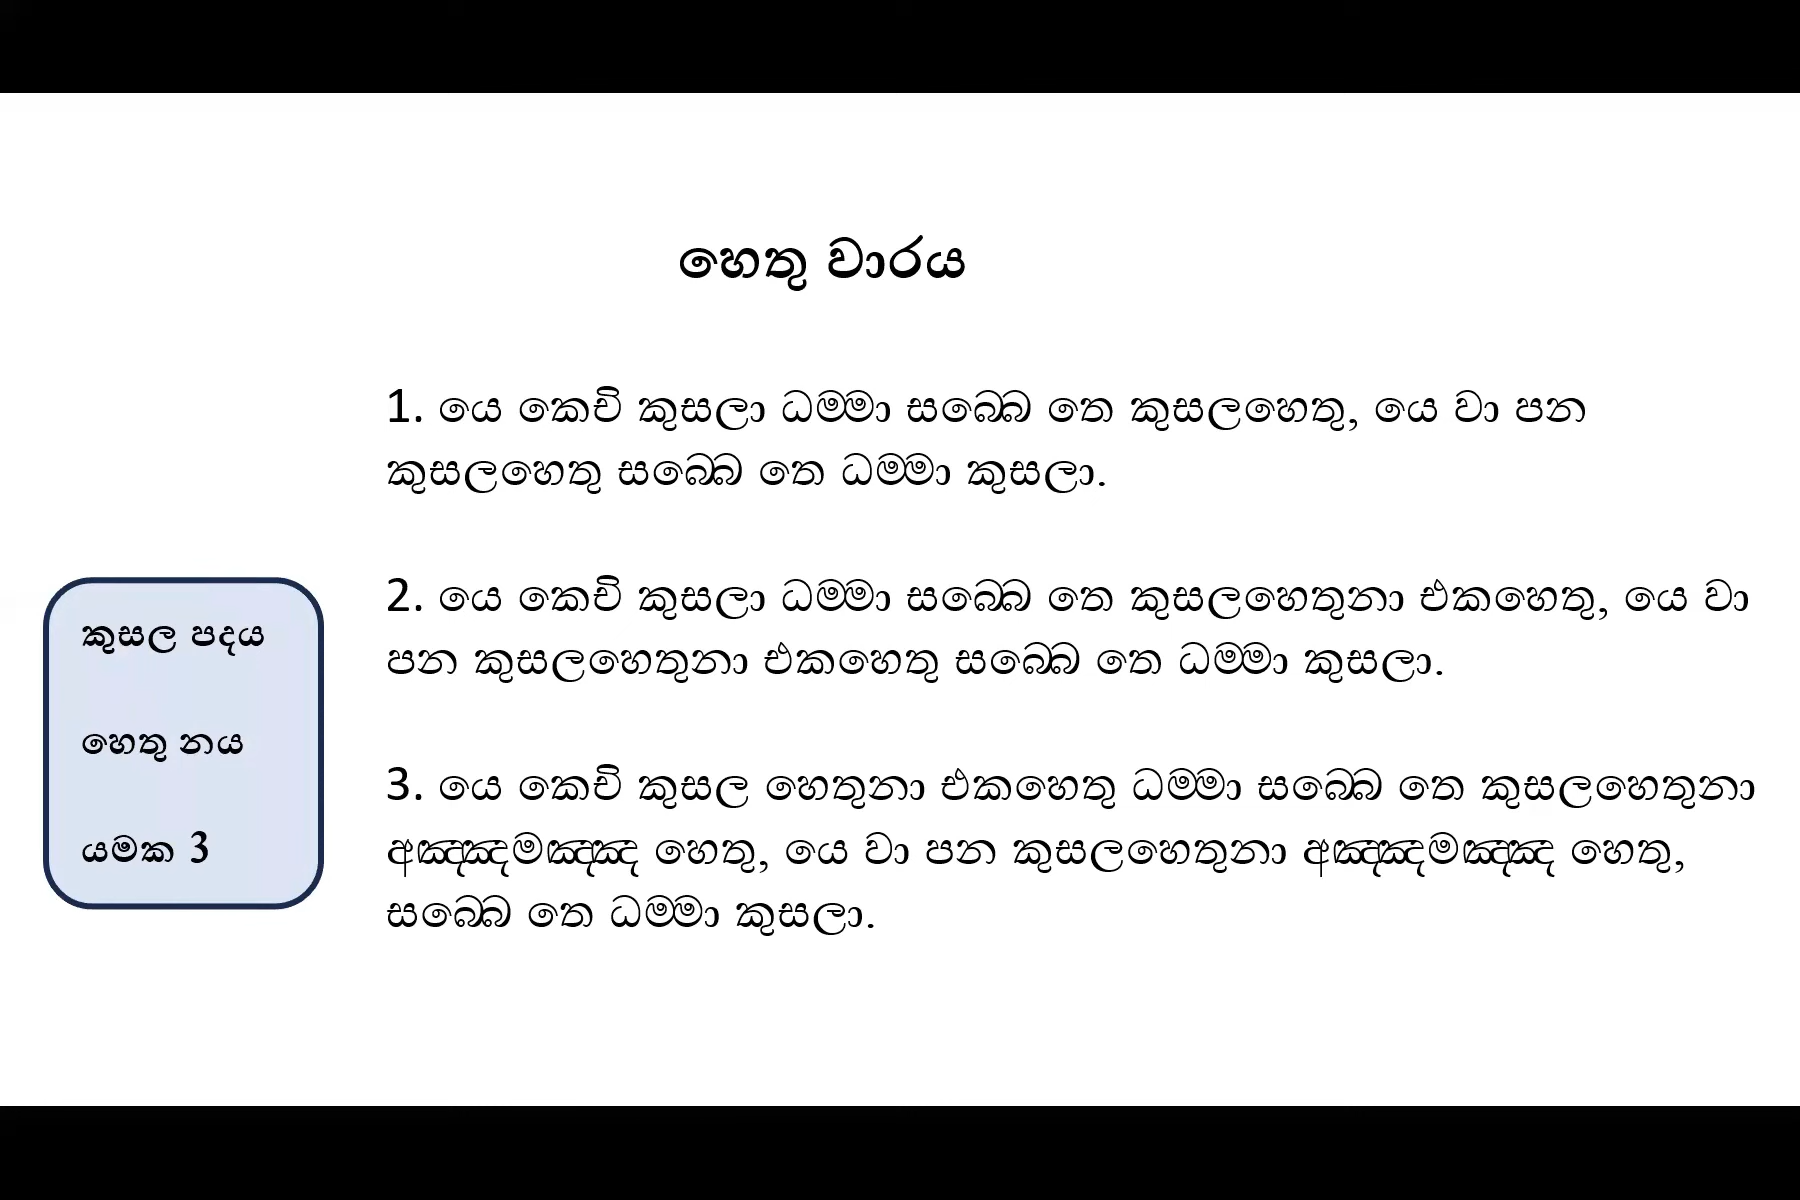 හෙතු වාරය
1. යෙ කෙචි කුසලා ධම්මා සබ්බෙ තෙ කුසලහෙතු, යෙ වා පන
කුසලහෙතු සබ්බෙ තෙ ධම්මා කුසලා.
2. යෙ කෙචි කුසලා ධම්මා සබ්බෙ තෙ කුසලහෙතුනා එකහෙතු, යෙ වා
පන කුසලහෙතුනා එකහෙතු සබ්බෙ තෙ ධම්මා කුසලා.
3. යෙ කෙචි කුසල හෙතුනා එකහෙතු ධම්මා සබ්බෙ තෙ කුසලහෙතුනා
අඤ්ඤමඤ්ඤ හෙතු, යෙ වා පන කුසලහෙතුනා අඤ්ඤමඤ්ඤ හෙතු,
සබ්බෙ තෙ ධම්මා කුසලා.
කුසල පදය
හෙතු නය
යමක 3